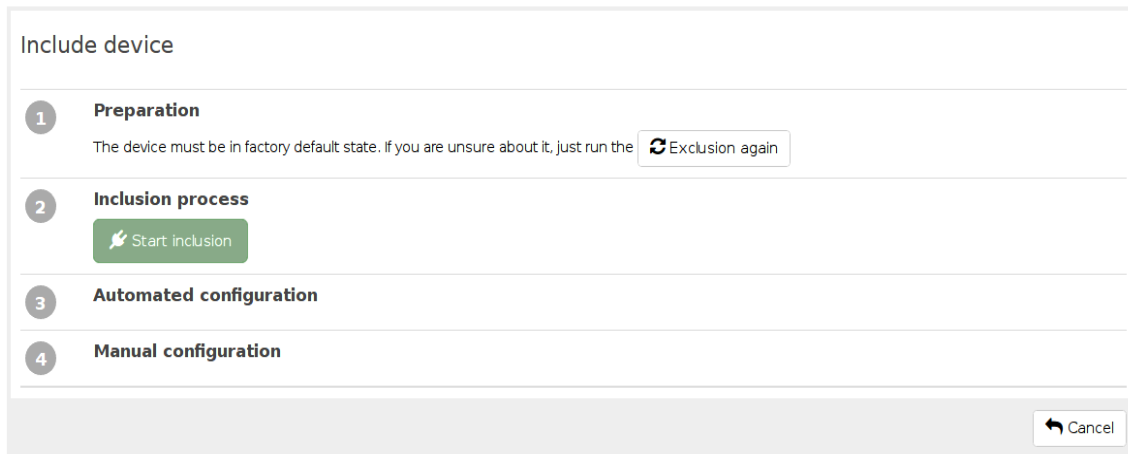 Include device
1 Preparation
The device must be in factory default state. If you are unsure about it, just run the Exclusion again
2 Inclusion process
Start inclusion
3 Automated configuration
4 Manual configuration
Cancel